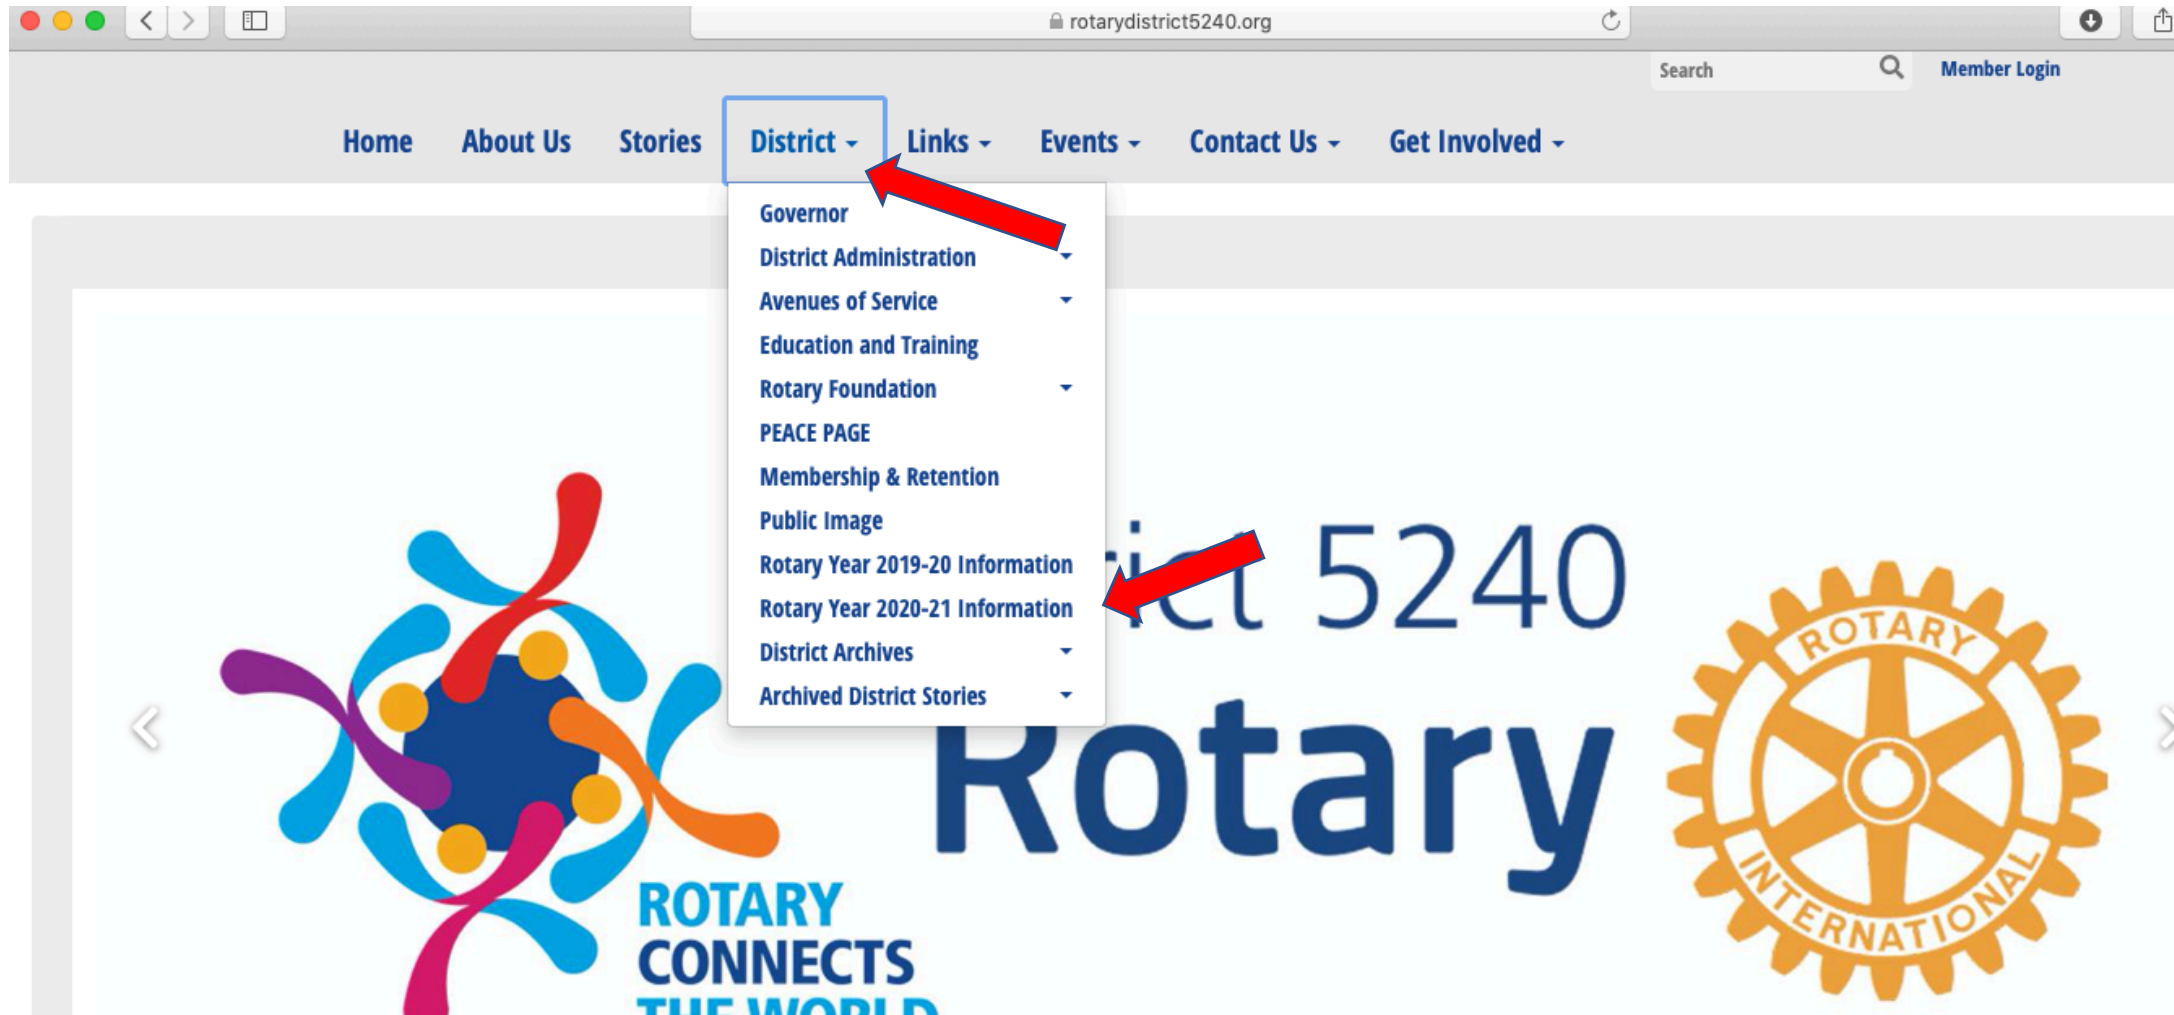 rotarydistrict5240.org
Search
Member Login
Home About Us Stories District Links Events Contact Us Get Involved
Governor
District Administration
Avenues of Service
Education and Training
Rotary Foundation
PEACE PAGE
Membership & Retention
Public Image
Rotary Year 2019-20 Information
Rotary Year 2020-21 Information
District Archives
Archived District Stories
5240
Rotary
ROTARY
INTERNATIONAL
ROTARY
CONNECTS
THE WORLD